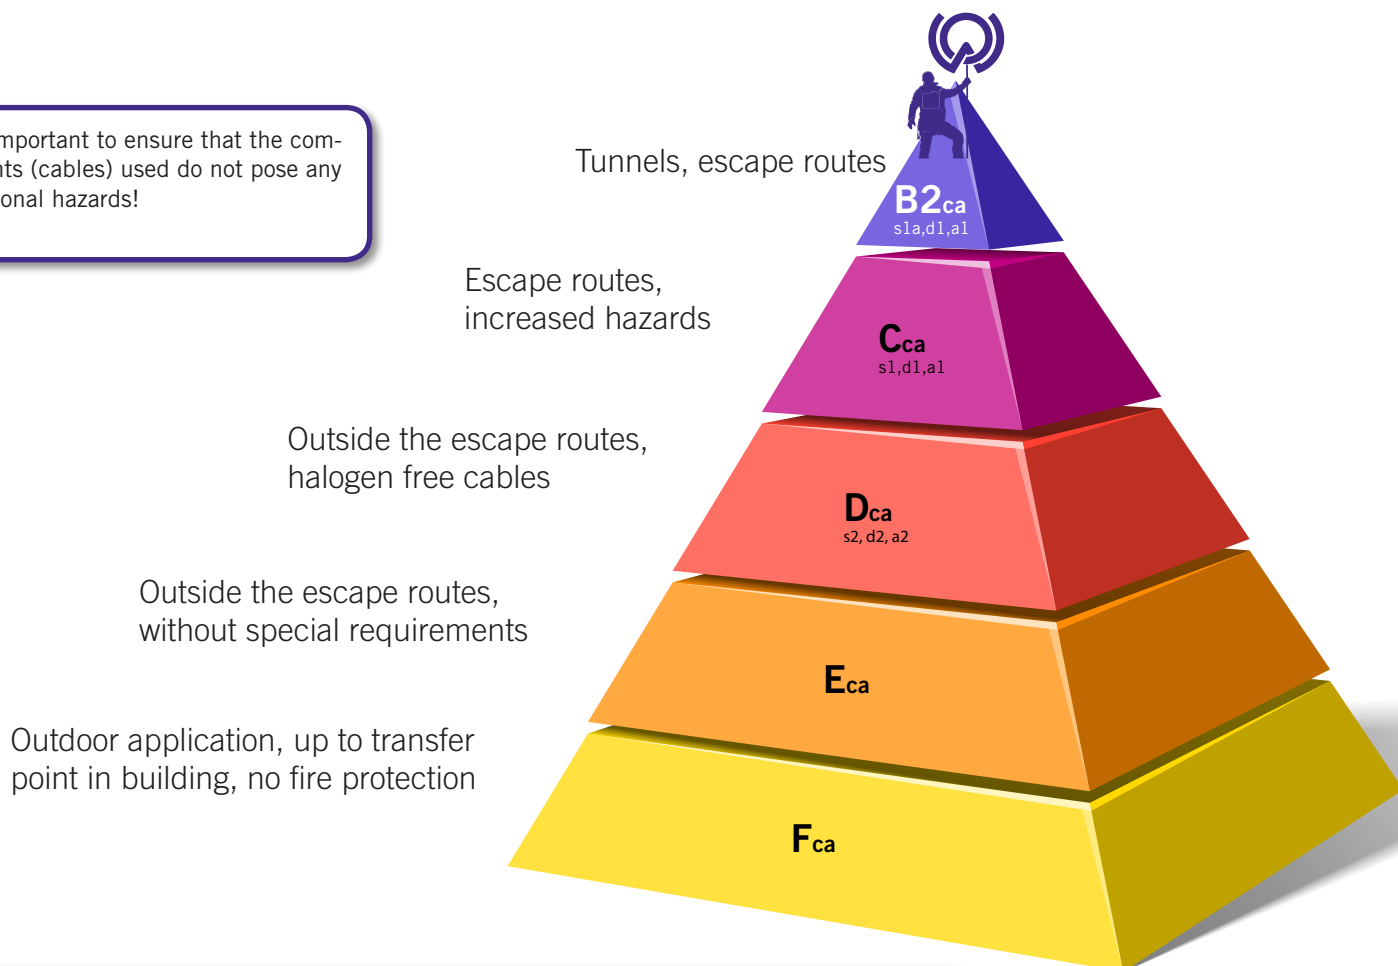 mportant to ensure that the com-
nts (cables) used do not pose any
onal hazards!
Tunnels, escape routes
B2ca
s1a,d1,a1
Escape routes,
increased hazards
Cca
s1,d1,a1
Outside the escape routes,
halogen free cables
Dca
s2, d2, a2
Outside the escape routes,
without special requirements
Eca
Outdoor application, up to transfer
point in building, no fire protection
Fca